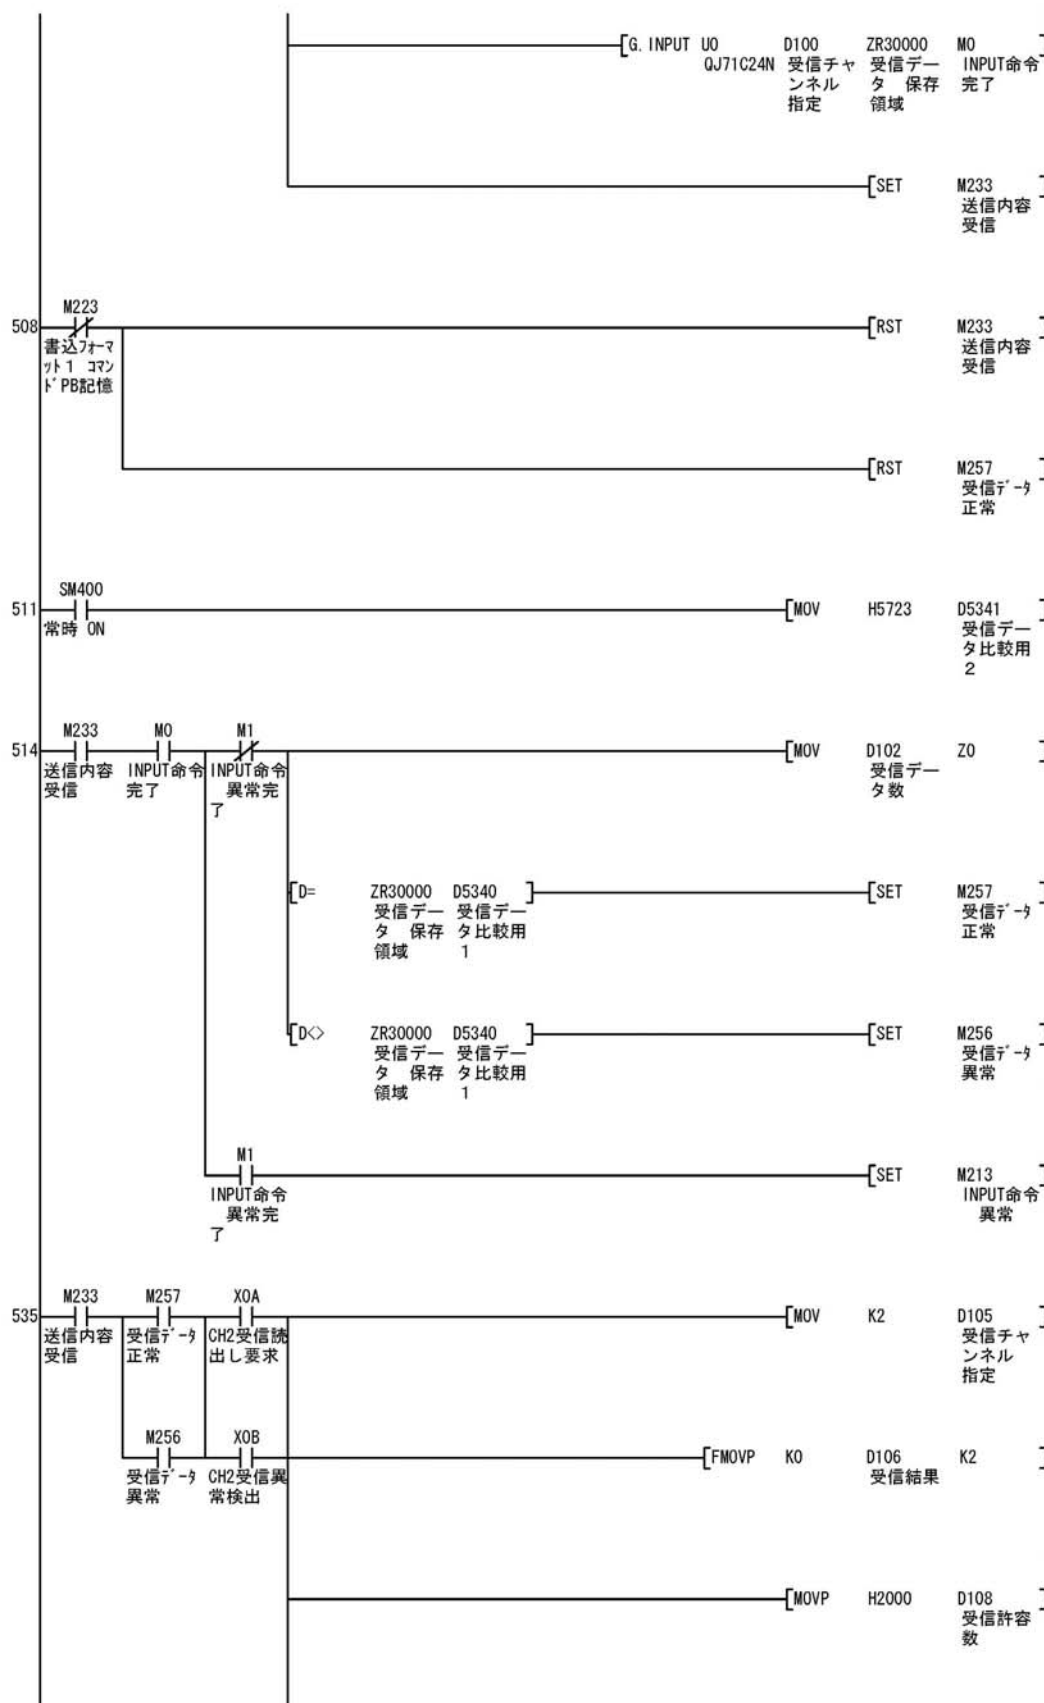 [G.INPUT U0 D100 ZR30000 M0 ]
QJ71C24N 受信チャ 受信デー INPUT命令
ンネル タ 保存 完了
指定 領域
[SET M233 ]
送信内容
受信
M223
508 [RST M233 ]
書込ﾌｫｰﾏ 送信内容
ｯﾄ1 ｺﾏﾝ 受信
ﾄﾞPB記憶
[RST M257 ]
受信ﾃﾞｰﾀ
正常
SM400
511 [MOV H5723 D5341 ]
常時 ON 受信デー
タ比較用
2
M233 M0 M1
514 [MOV D102 Z0 ]
送信内容 INPUT命令 INPUT命令 受信デー
受信 完了 異常完 タ数
了
[D= ZR30000 D5340 ] [SET M257 ]
受信デー 受信デー 受信ﾃﾞｰﾀ
タ 保存 タ比較用 正常
領域 1
[D<> ZR30000 D5340 ] [SET M256 ]
受信デー 受信デー 受信ﾃﾞｰﾀ
タ 保存 タ比較用 異常
領域 1
M1
[SET M213 ]
INPUT命令 INPUT命令
異常完 異常
了
M233 M257 X0A
535 [MOV K2 D105 ]
送信内容 受信ﾃﾞｰﾀ CH2受信読 受信チャ
受信 正常 出し要求 ンネル
指定
M256 X0B
[FMOVP K0 D106 K2 ]
受信ﾃﾞｰﾀ CH2受信異 受信結果
異常 常検出
[MOVP H2000 D108 ]
受信許容
数